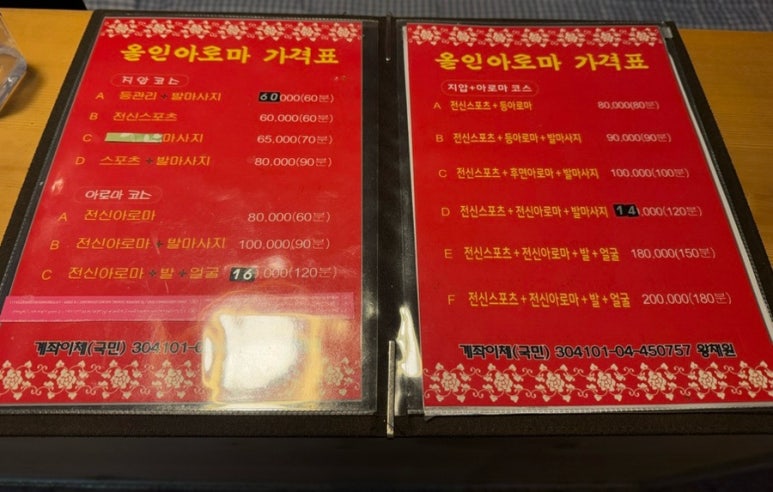 올인아로마 가격표
지압 코스
A 등관리+발마사지 60,000(60분)
B 전신스포츠 60,000(60분)
C 마사지 65,000(70분)
D 스포츠+발마사지 80,000(90분)
아로마 코스
A 전신아로마 80,000(60분)
B 전신아로마+발마사지 100,000(90분)
C 전신아로마+발+얼굴 16 ,000(120분)
계좌이체(국민) 304101-
올인아로마 가격표
지압+아로마 코스
A 전신스포츠+등아로마 80,000(80분)
B 전신스포츠+등아로마+발마사지 90,000(90분)
C 전신스포츠+후면아로마+발마사지 100,000(100분)
D 전신스포츠+전신아로마+발마사지 14 ,000(120분)
E 전신스포츠+전신아로마+발+얼굴 180,000(150분)
F 전신스포츠+전신아로마+발+얼굴 200,000(180분)
계좌이체(국민) 304101-04-450757 왕채원